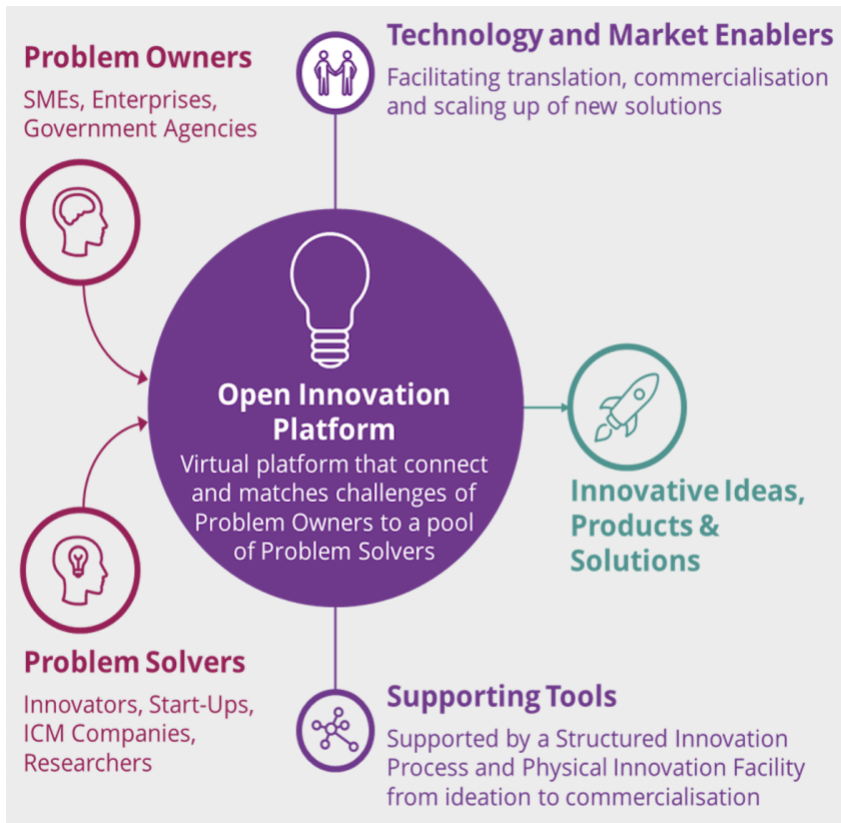 Problem Owners
SMEs, Enterprises,
Government Agencies
Technology and Market Enablers
Facilitating translation, commercialisation
and scaling up of new solutions
Open Innovation
Platform
Virtual platform that connect
and matches challenges of
Problem Owners to a pool
of Problem Solvers
Innovative Ideas,
Products &
Solutions
Problem Solvers
Innovators, Start-Ups,
ICM Companies,
Researchers
Supporting Tools
Supported by a Structured Innovation
Process and Physical Innovation Facility
from ideation to commercialisation